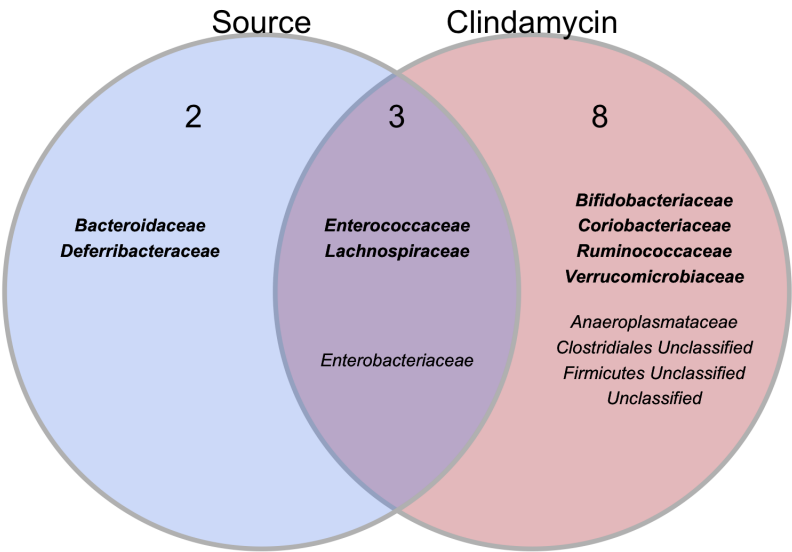 Source
Clindamycin
2
3
8
Bacteroidaceae
Deferribacteraceae
Enterococcaceae
Lachnospiraceae
Enterobacteriaceae
Bifidobacteriaceae
Coriobacteriaceae
Ruminococcaceae
Verrucomicrobiaceae
Anaeroplasmataceae
Clostridiales Unclassified
Firmicutes Unclassified
Unclassified